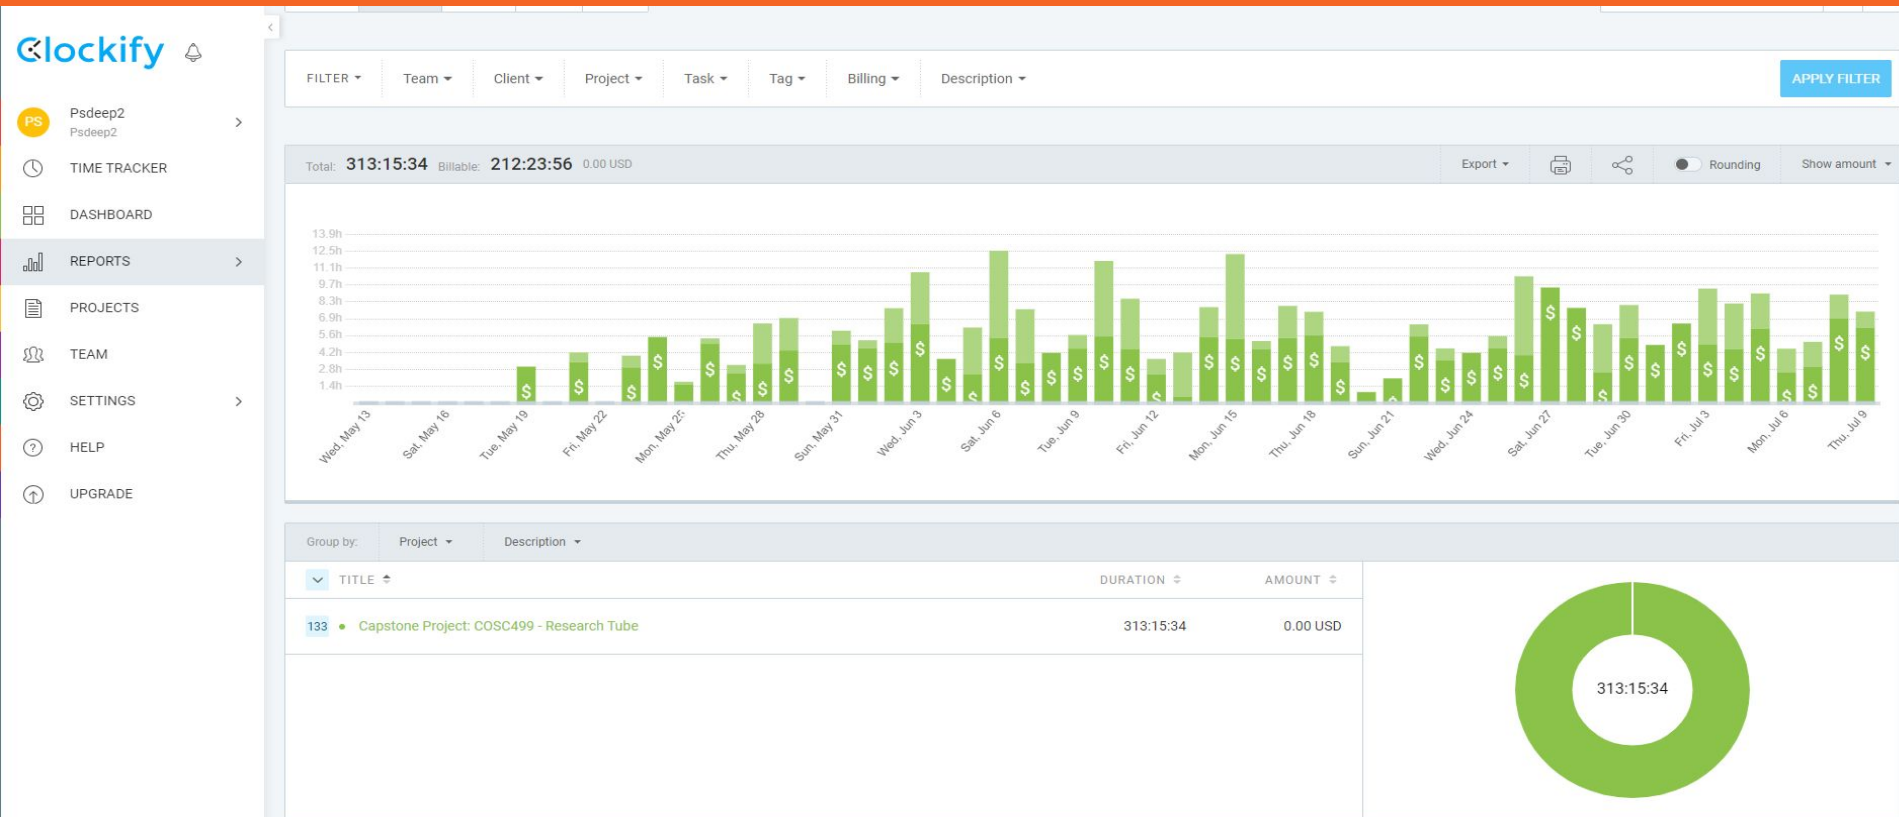 Clockify
PS
Psdeep2
Psdeep2
TIME TRACKER
DASHBOARD
REPORTS
PROJECTS
TEAM
SETTINGS
HELP
UPGRADE
FILTER Team Client Project Task Tag Billing Description APPLY FILTER
Total: 313:15:34 Billable: 212:23:56 0.00 USD Export Rounding Show amount
13.9h
12.5h
11.1h
9.7h
8.3h
6.9h
5.6h
4.2h
2.8h
1.4h
Wed, May 13 Sat, May 16 Tue, May 19 Fri, May 22 Mon, May 25 Thu, May 28 Sun, May 31 Wed, Jun 3 Sat, Jun 6 Tue, Jun 9 Fri, Jun 12 Mon, Jun 15 Thu, Jun 18 Sun, Jun 21 Wed, Jun 24 Sat, Jun 27 Tue, Jun 30 Fri, Jul 3 Mon, Jul 6 Thu, Jul 9
Group by: Project Description
TITLE DURATION AMOUNT
133 Capstone Project: COSC499 - Research Tube 313:15:34 0.00 USD
313:15:34